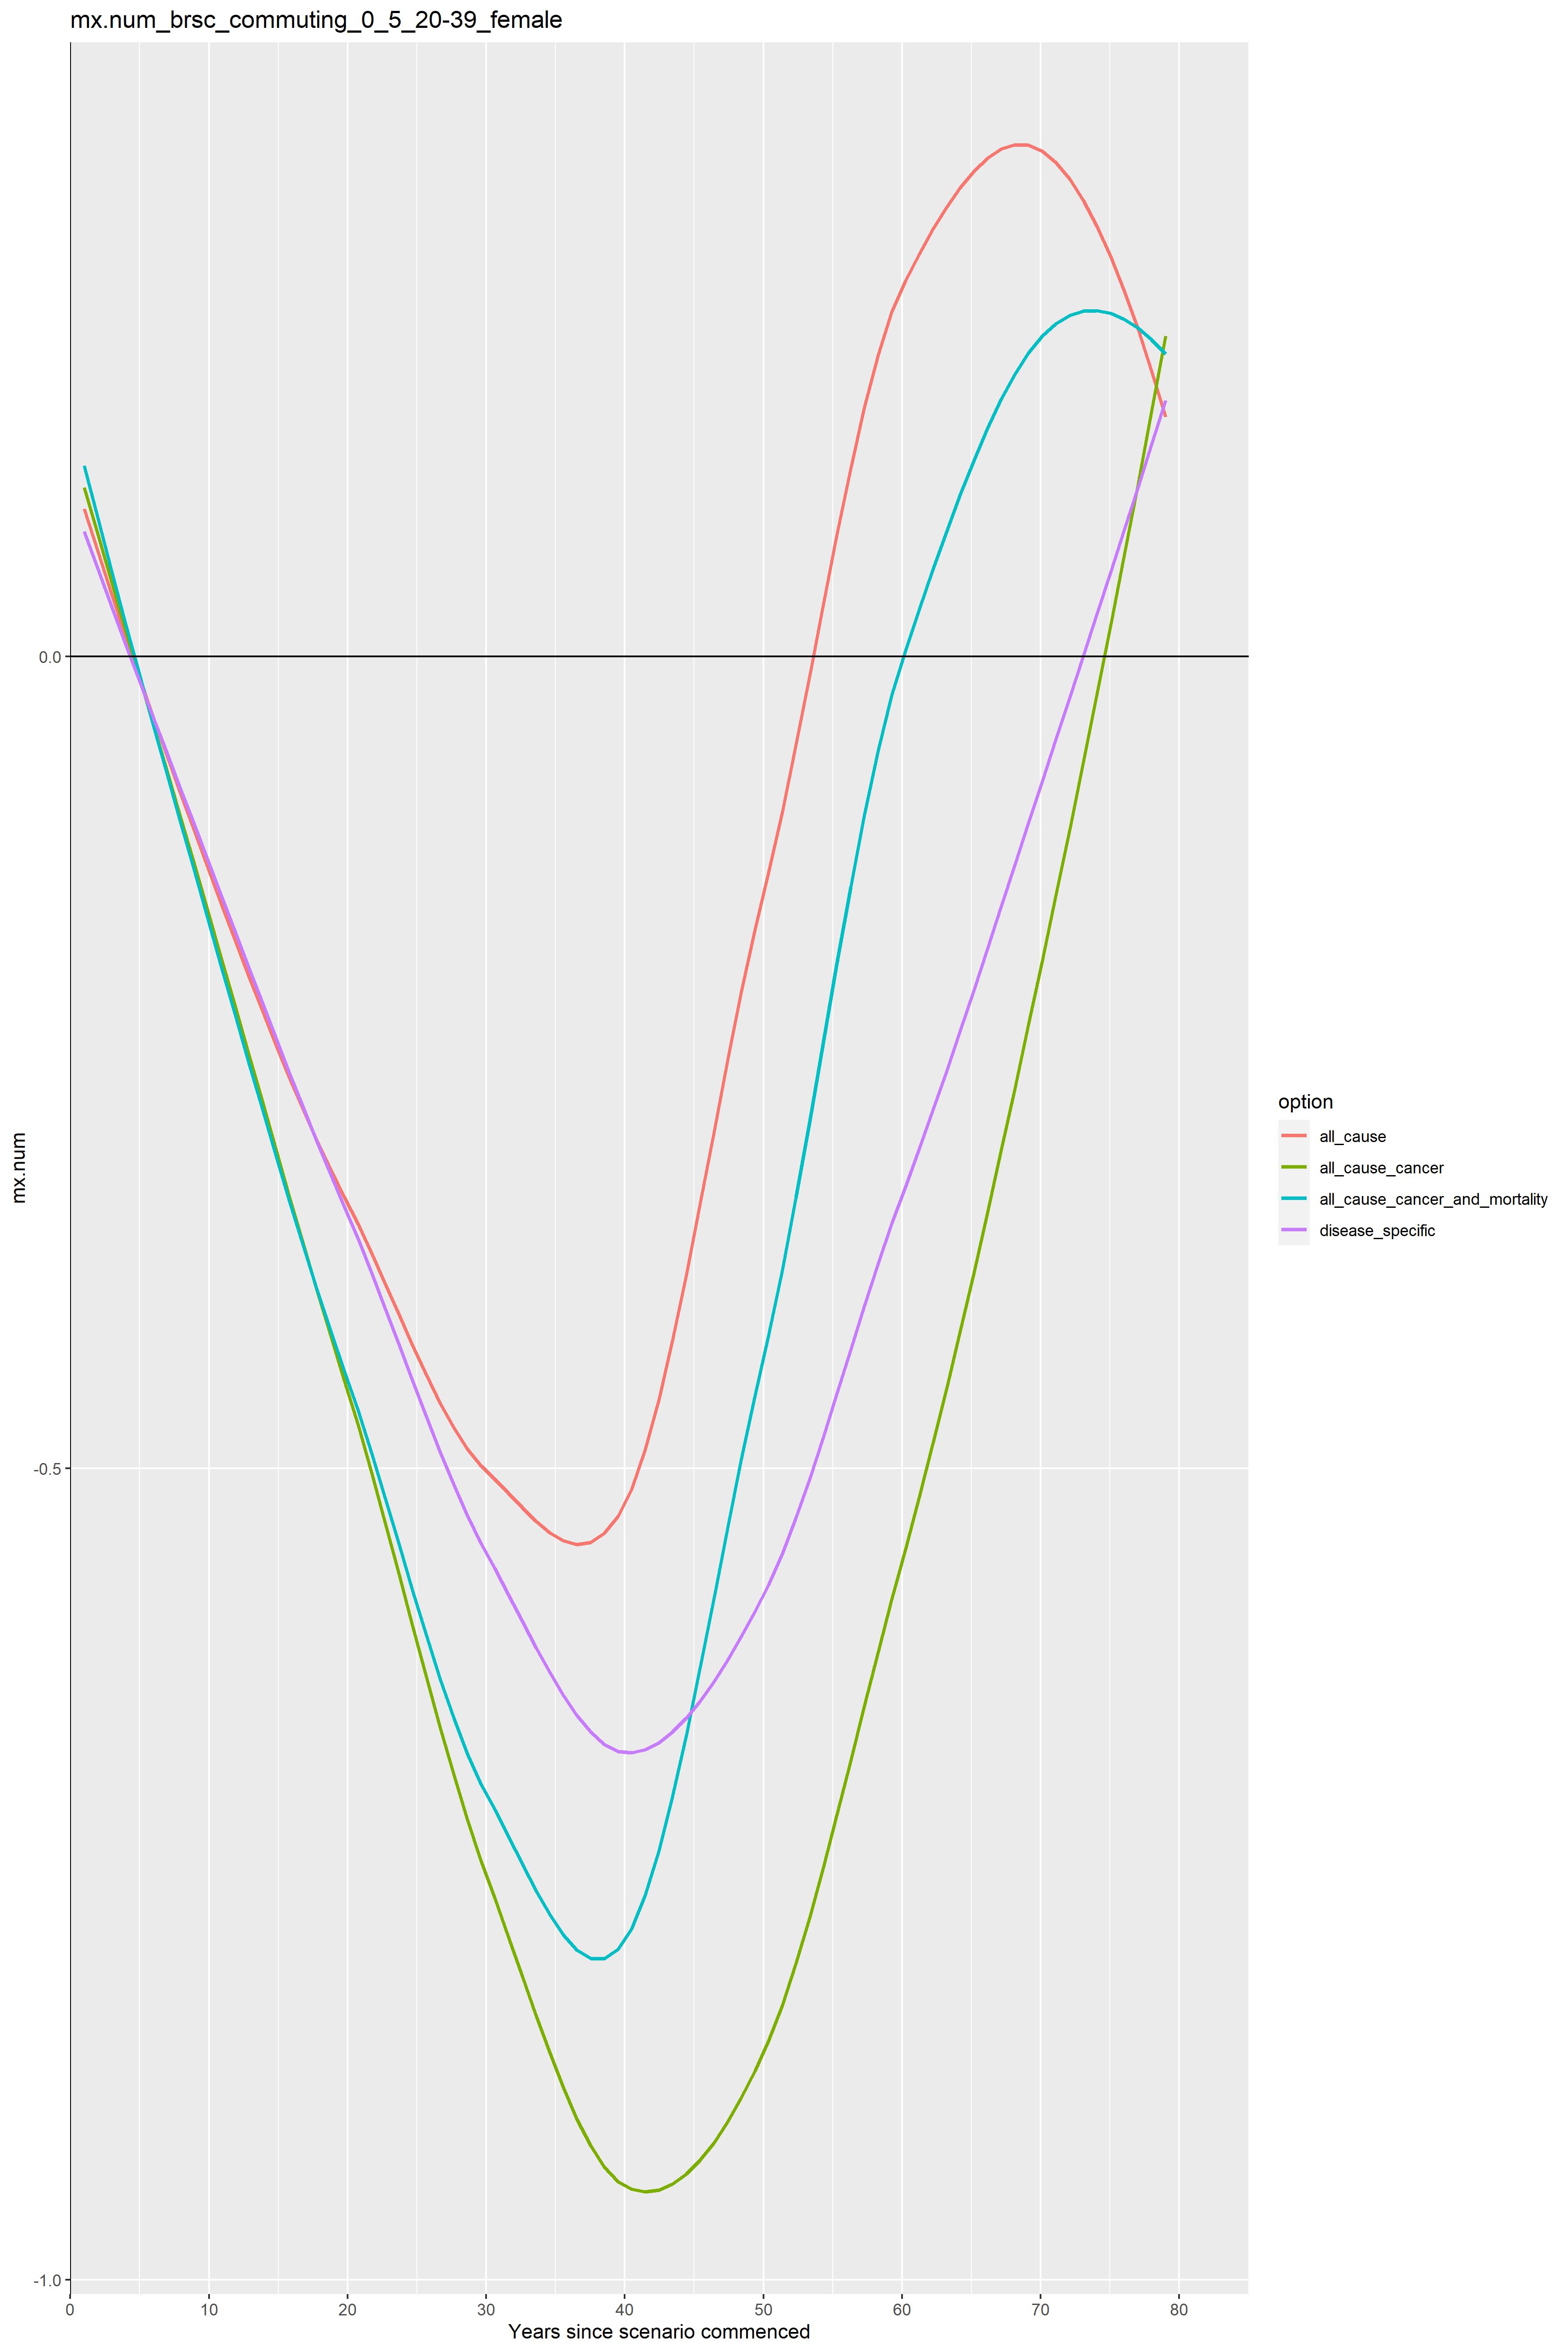 mx.num_brsc_commuting_0_5_20-39_female
mx.num
0.0
-0.5
-1.0
0 10 20 30 40 50 60 70 80
Years since scenario commenced
option
all_cause
all_cause_cancer
all_cause_cancer_and_mortality
disease_specific